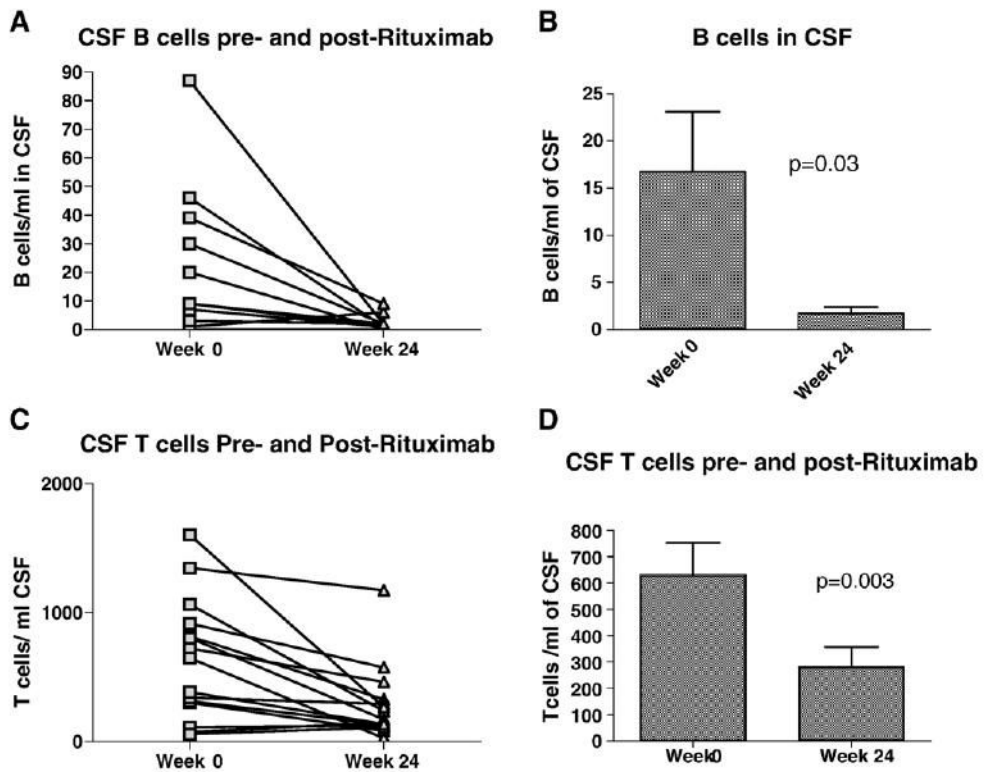 A
CSF B cells pre- and post-Rituximab
B cells/ml in CSF
90
80
70
60
50
40
30
20
10
0
Week 0
Week 24
B
B cells in CSF
B cells/ml of CSF
25
20
15
10
5
0
p=0.03
Week 0
Week 24
C
CSF T cells Pre- and Post-Rituximab
T cells/ ml CSF
2000
1000
0
Week 0
Week 24
D
CSF T cells pre- and post-Rituximab
Tcells /ml of CSF
800
700
600
500
400
300
200
100
0
p=0.003
Week0
Week 24